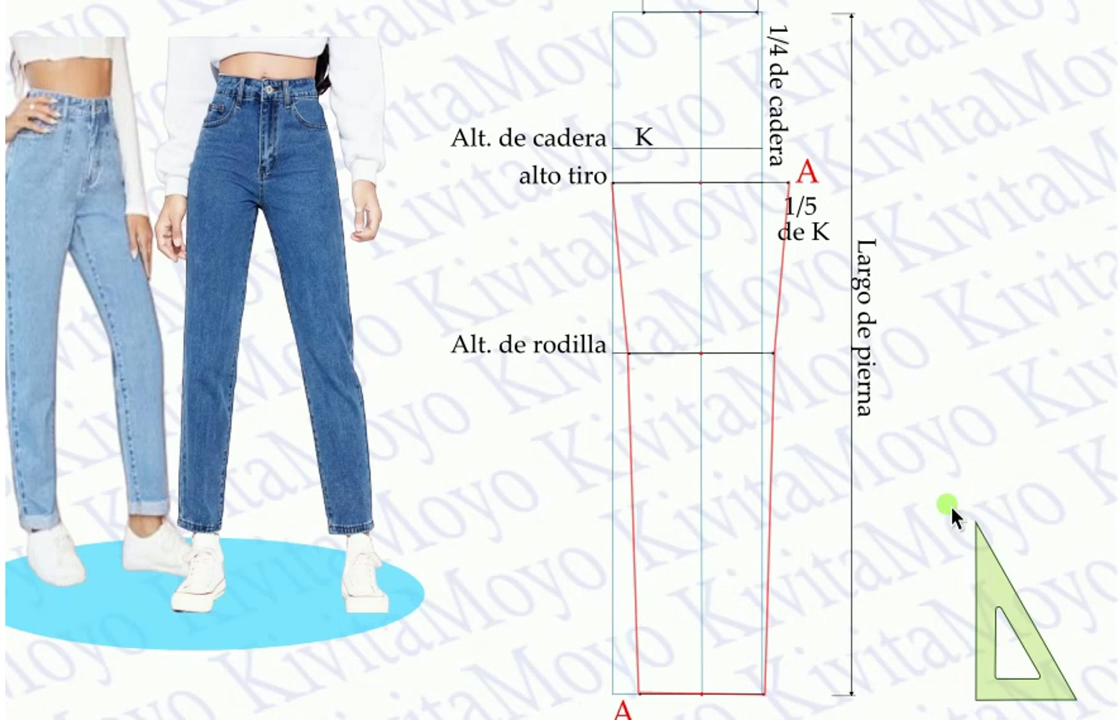 1/4 de cadera
Alt. de cadera
K
alto tiro
A
1/5
de K
Largo de pierna
Alt. de rodilla
A
KivitaMoyo